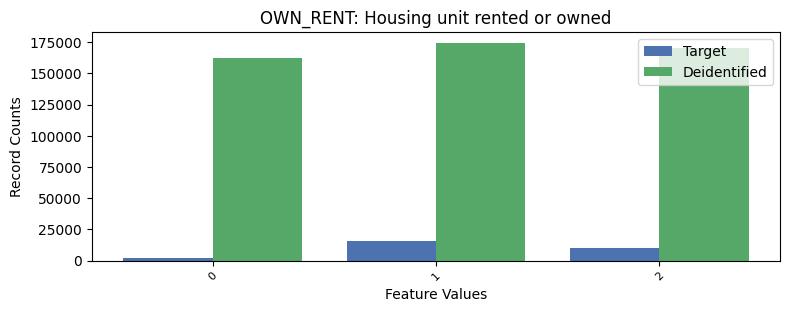 OWN_RENT: Housing unit rented or owned
175000
150000
125000
100000
75000
50000
25000
0
Record Counts
Target
Deidentified
0
1
2
Feature Values